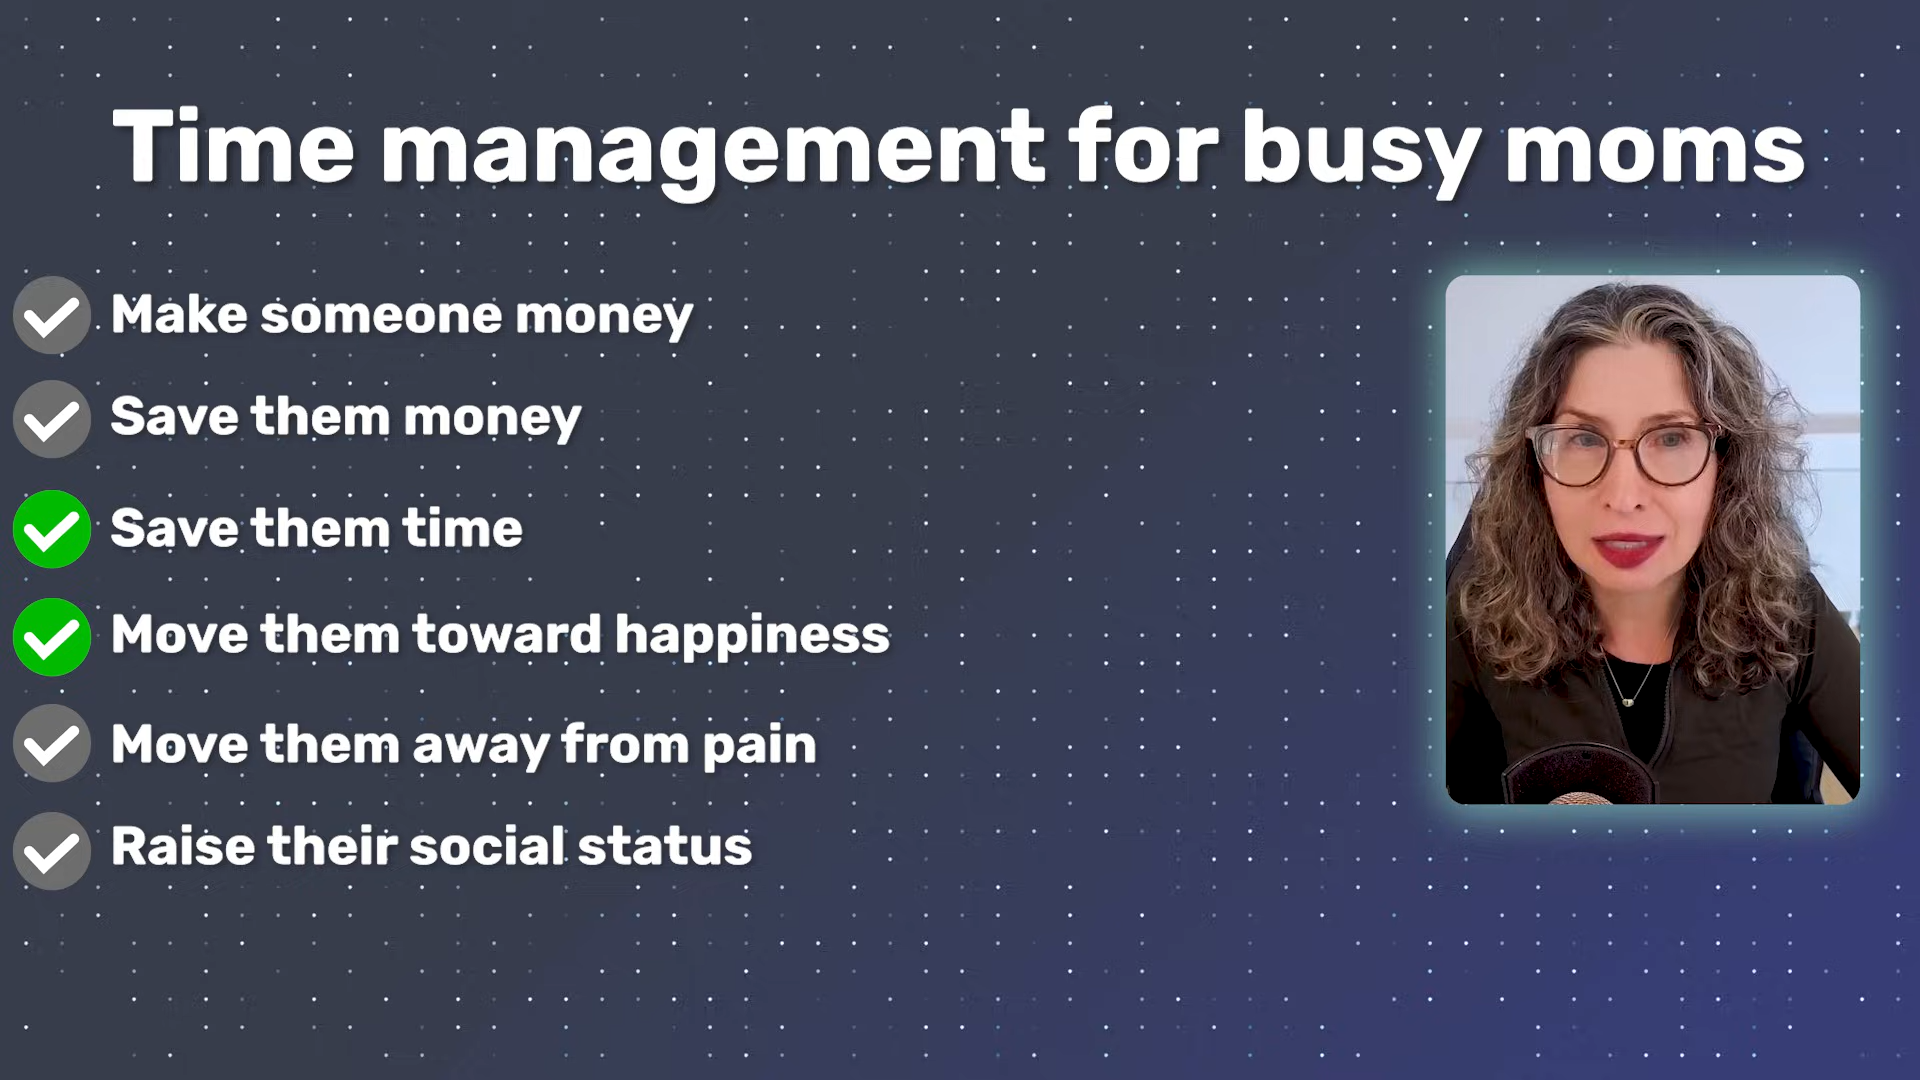 Time management for busy moms
Make someone money
Save them money
Save them time
Move them toward happiness
Move them away from pain
Raise their social status